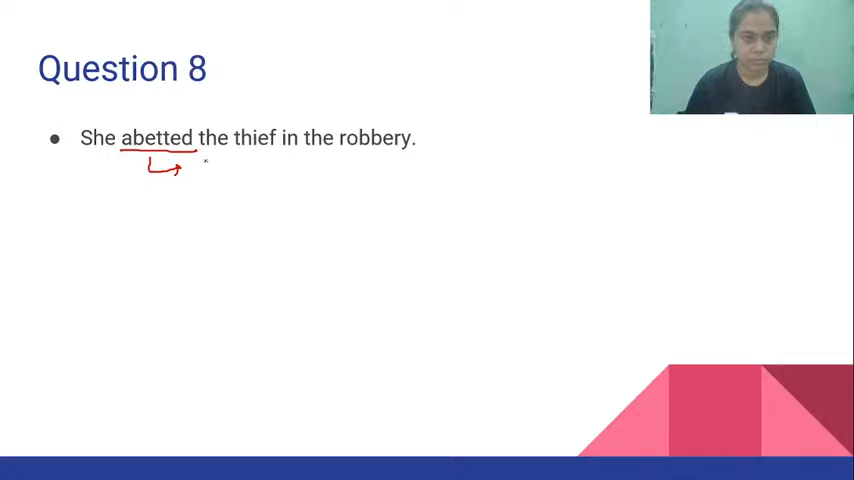 Question 8
● She abetted the thief in the robbery.